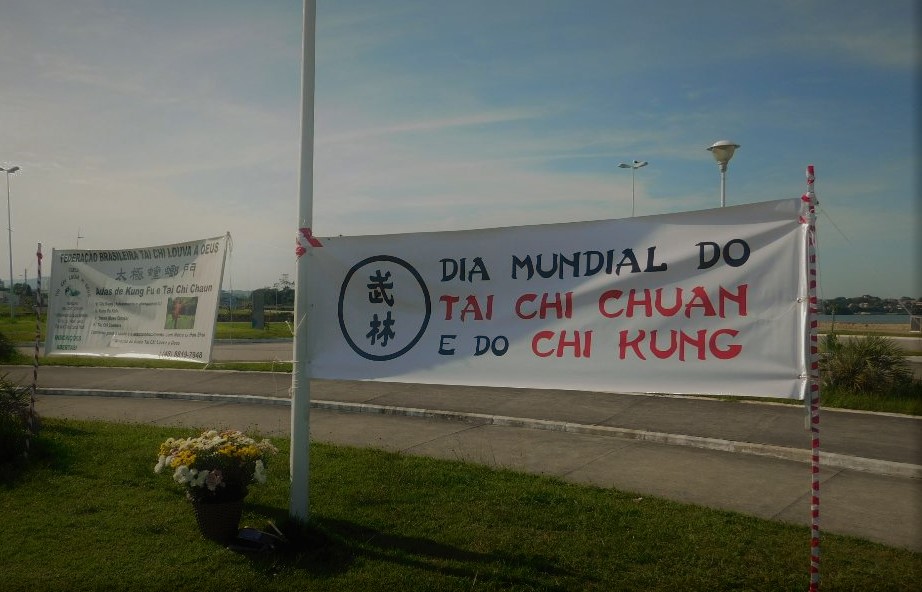 FEDERAÇÃO BRASILEIRA TAI CHI LOUVA A DEUS
太極螳螂門
Aulas de Kung Fu e Tai Chi Chuan
武林
DIA MUNDIAL DO
TAI CHI CHUAN
E DO CHI KUNG